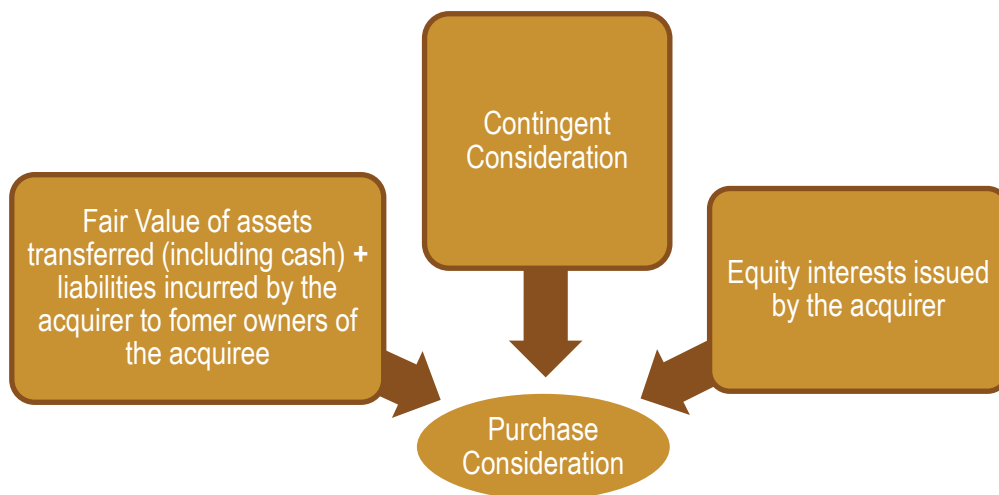 Contingent
Consideration
Fair Value of assets
transferred (including cash) +
liabilities incurred by the
acquirer to fomer owners of
the acquiree
Equity interests issued
by the acquirer
Purchase
Consideration